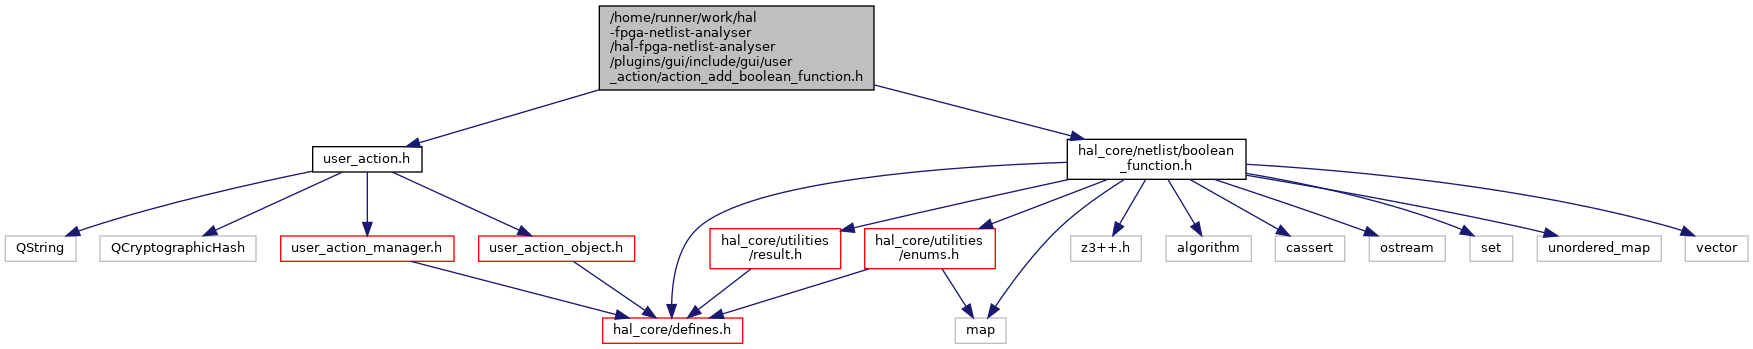 /home/runner/work/hal
-fpga-netlist-analyser
/hal-fpga-netlist-analyser
/plugins/gui/include/gui/user
_action/action_add_boolean_function.h
user_action.h
hal_core/netlist/boolean
_function.h
QString
QCryptographicHash
user_action_manager.h
user_action_object.h
hal_core/utilities
/result.h
hal_core/utilities
/enums.h
z3++.h
algorithm
cassert
ostream
set
unordered_map
vector
hal_core/defines.h
map